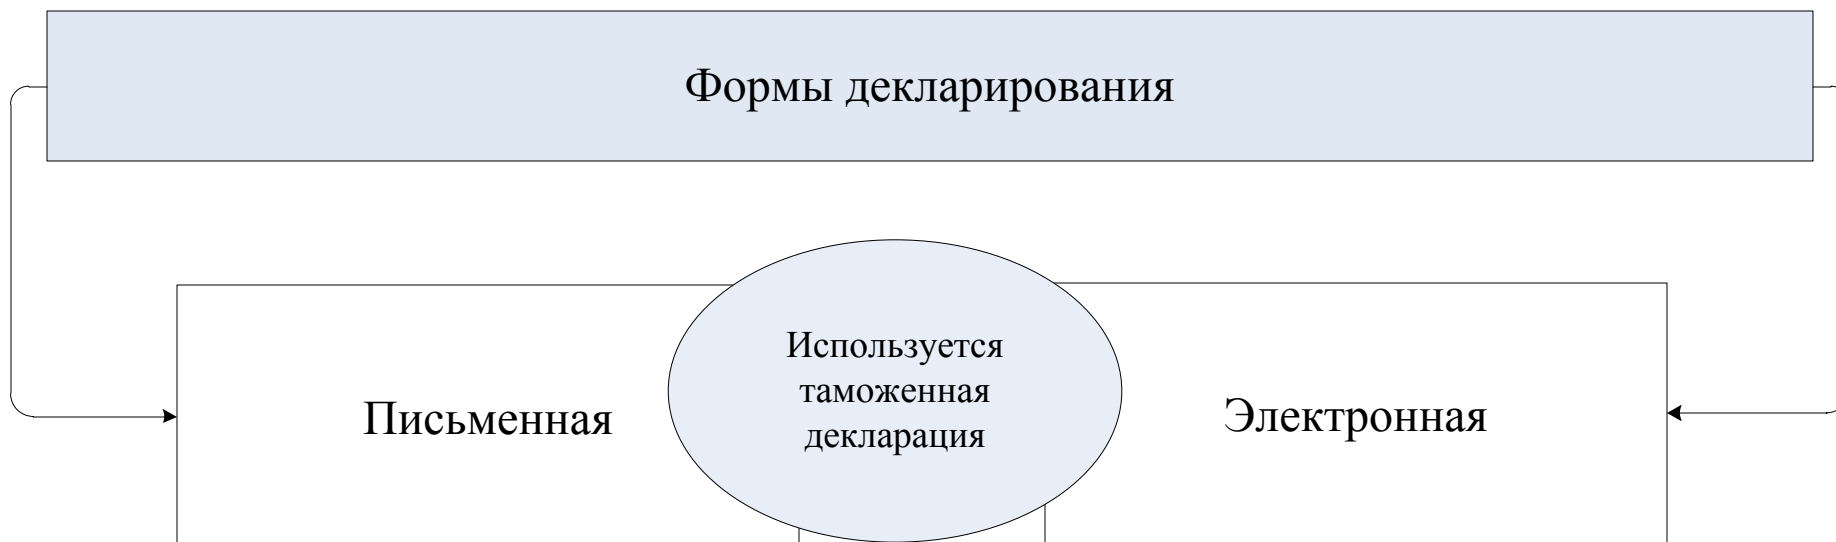 Формы декларирования
Письменная
Используется
таможенная
декларация
Электронная